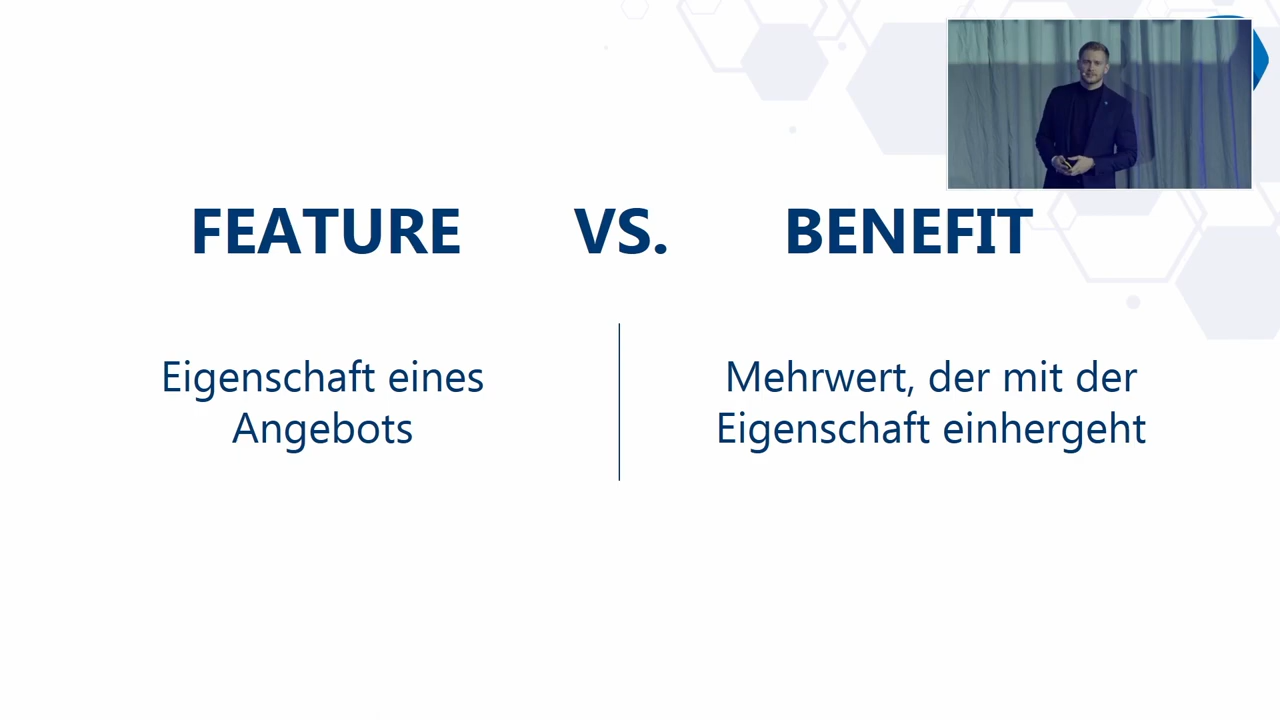 FEATURE VS. BENEFIT
Eigenschaft eines
Angebots
Mehrwert, der mit der
Eigenschaft einhergeht